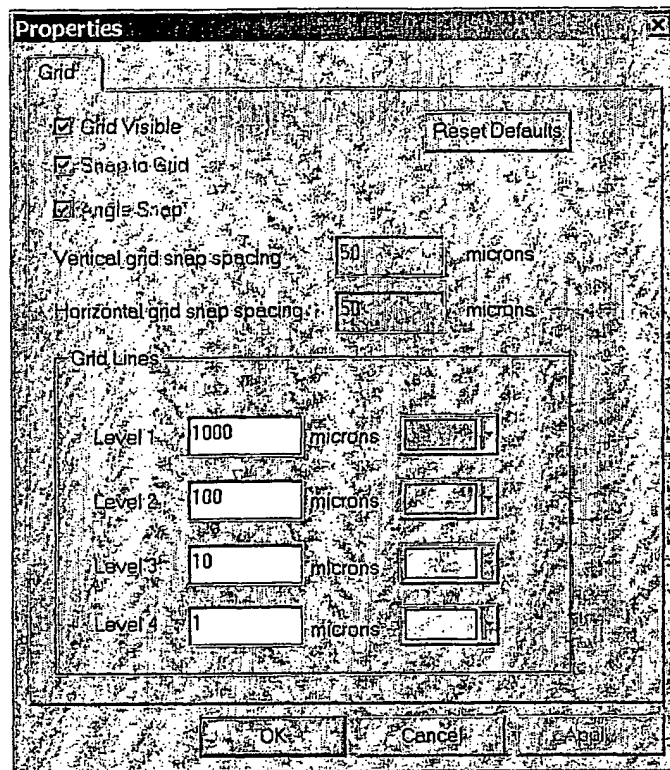 Properties
Grid
Grid Visible
Reset Defaults
Snap to Grid
Angle Snap
Vertical grid snap spacing 50 microns
Horizontal grid snap spacing 50 microns
Grid Lines
Level 1 1000 microns
Level 2 100 microns
Level 3 10 microns
Level 4 1 microns
OK Cancel Apply